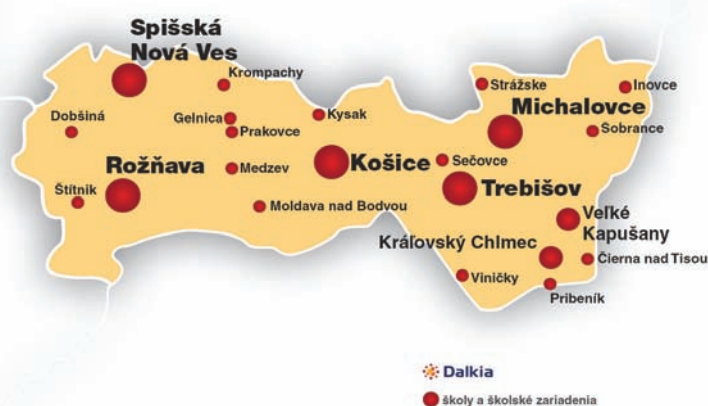 Spišská
Nová Ves
Krompachy
Strážske
Inovce
Michalovce
Dobšiná
Gelnica
Kysak
Prakovce
Sobrance
Rožňava
Košice
Sečovce
Medzev
Trebišov
Štítnik
Moldava nad Bodvou
Veľké
Kapušany
Kráľovský Chlmec
Čierna nad Tisou
Viničky
Pribeník
Dalkia
školy a školské zariadenia